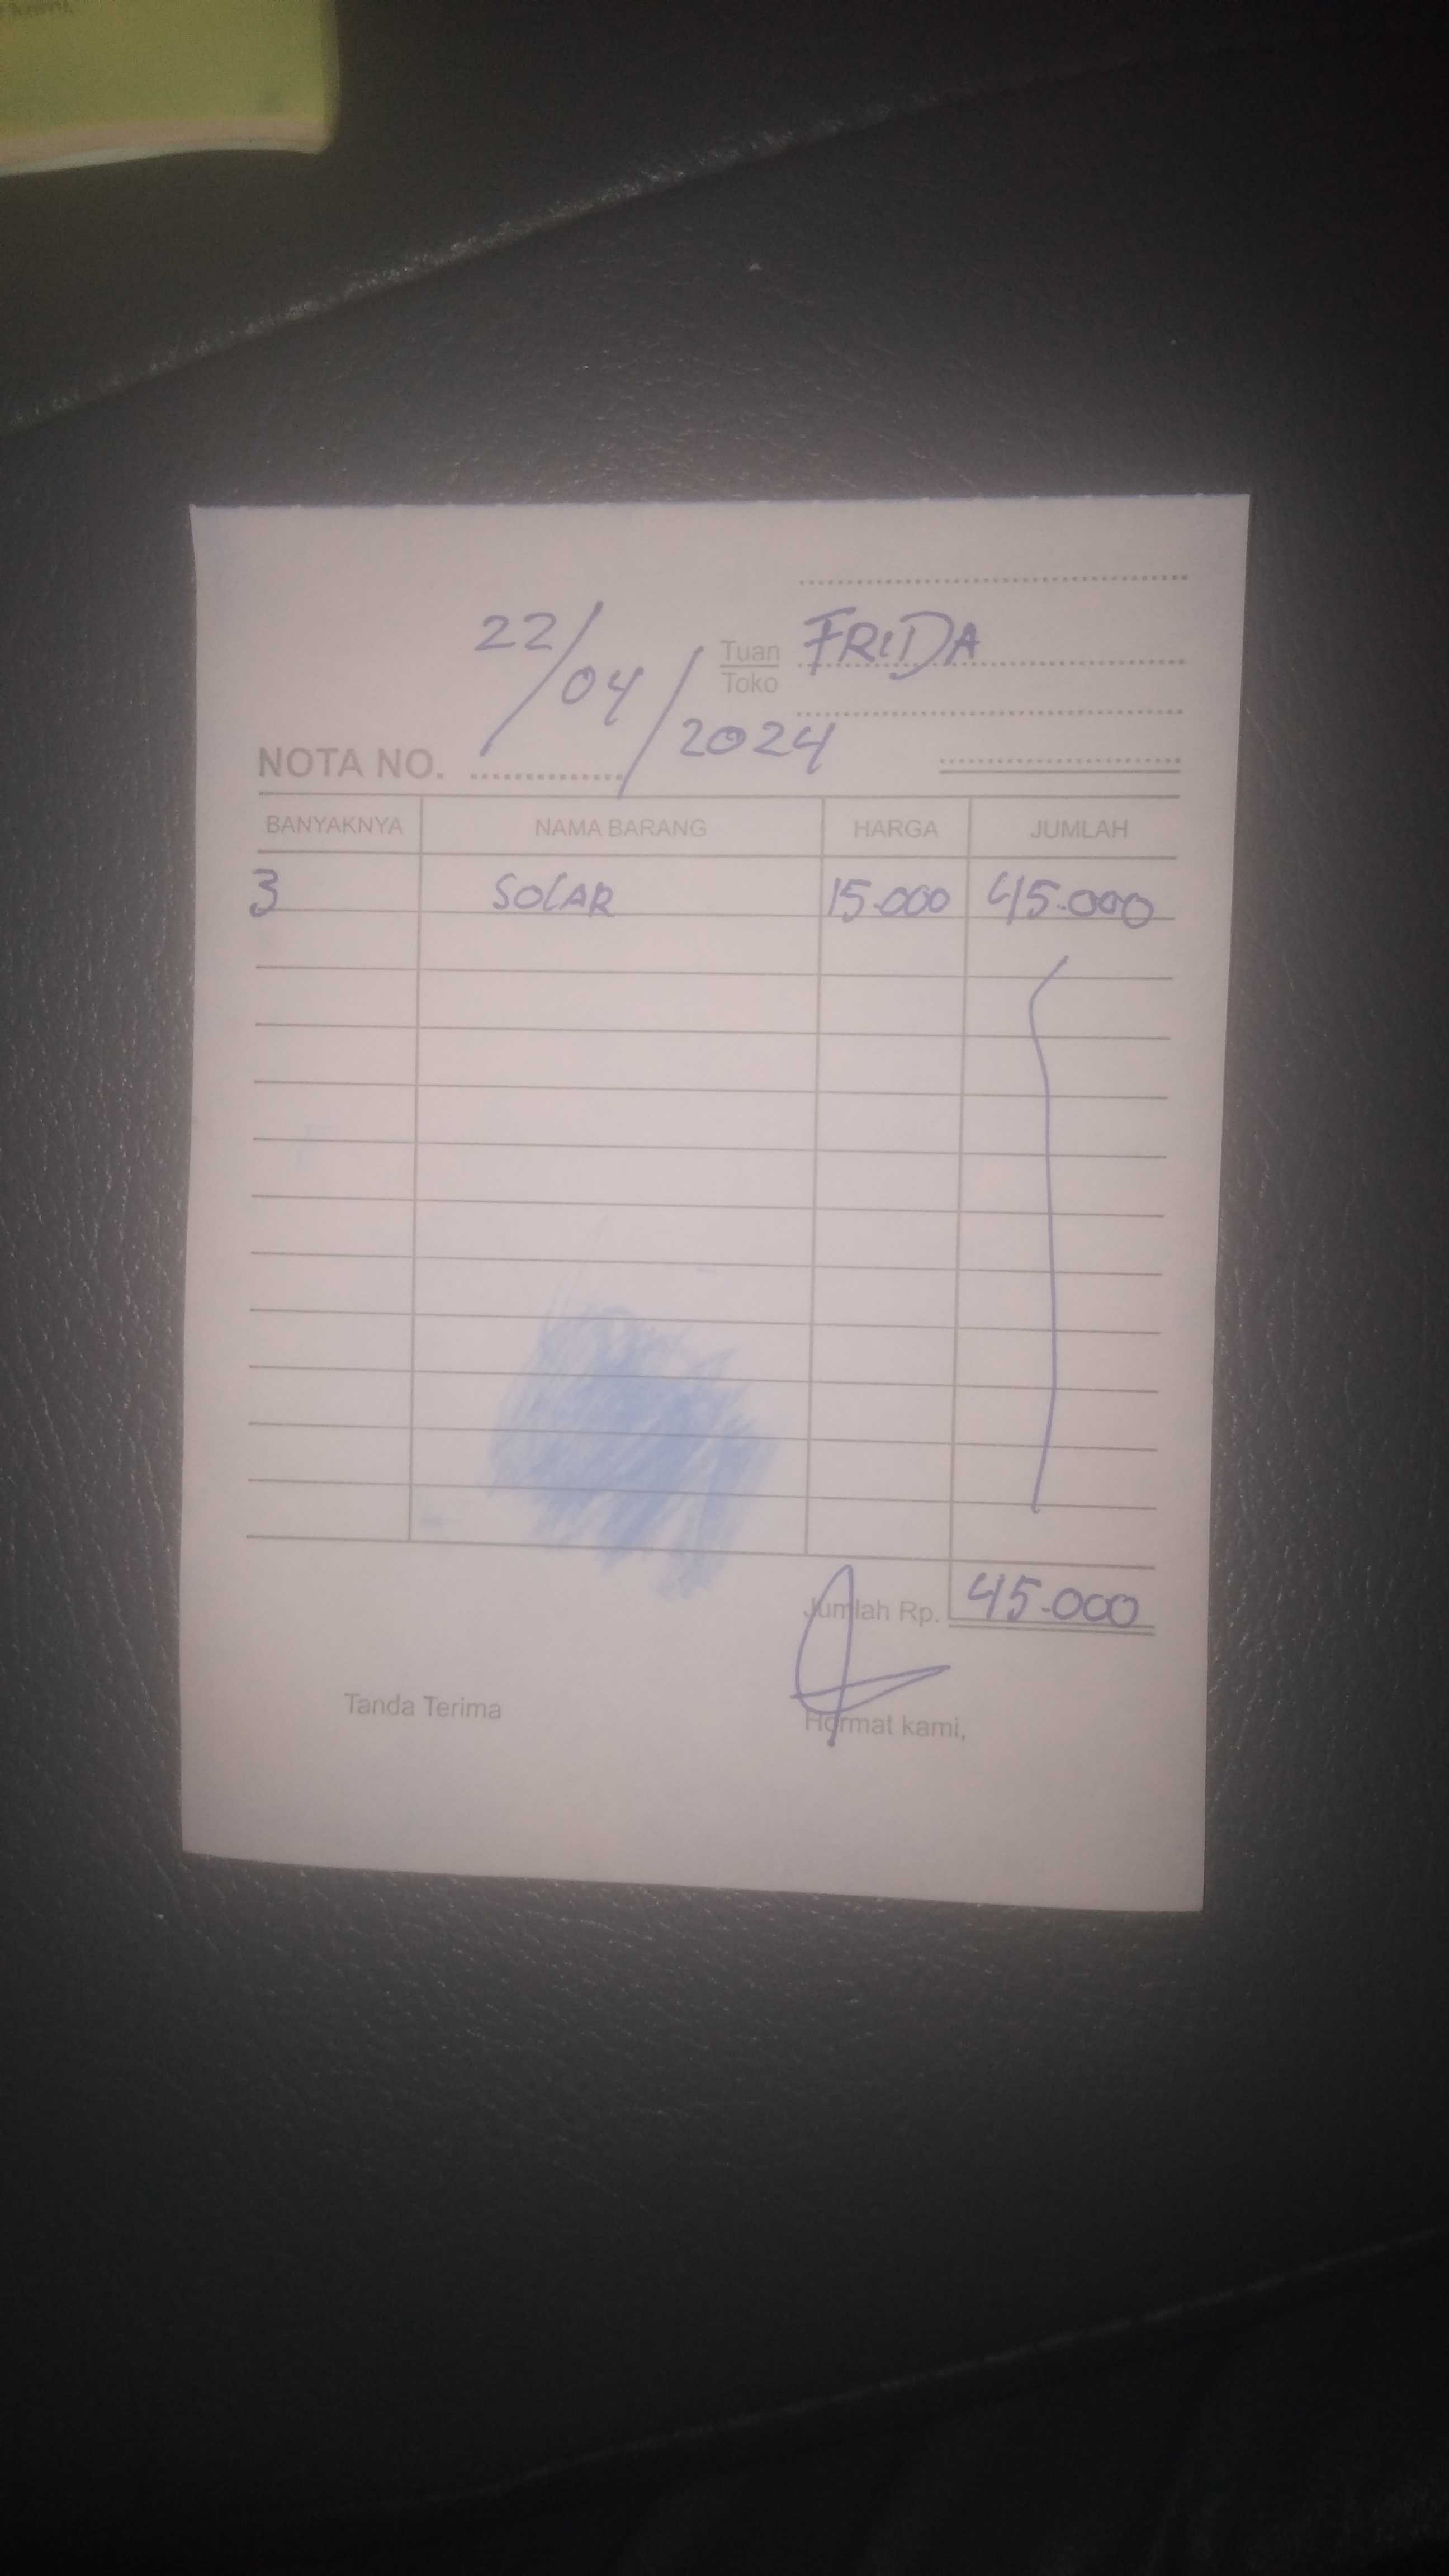 22/04/2024
Tuan
Toko
FRIDA
NOTA NO.
BANYAKNYA NAMA BARANG HARGA JUMLAH
3 SOLAR 15.000 45.000
Jumlah Rp. 45.000
Tanda Terima Hormat kami,